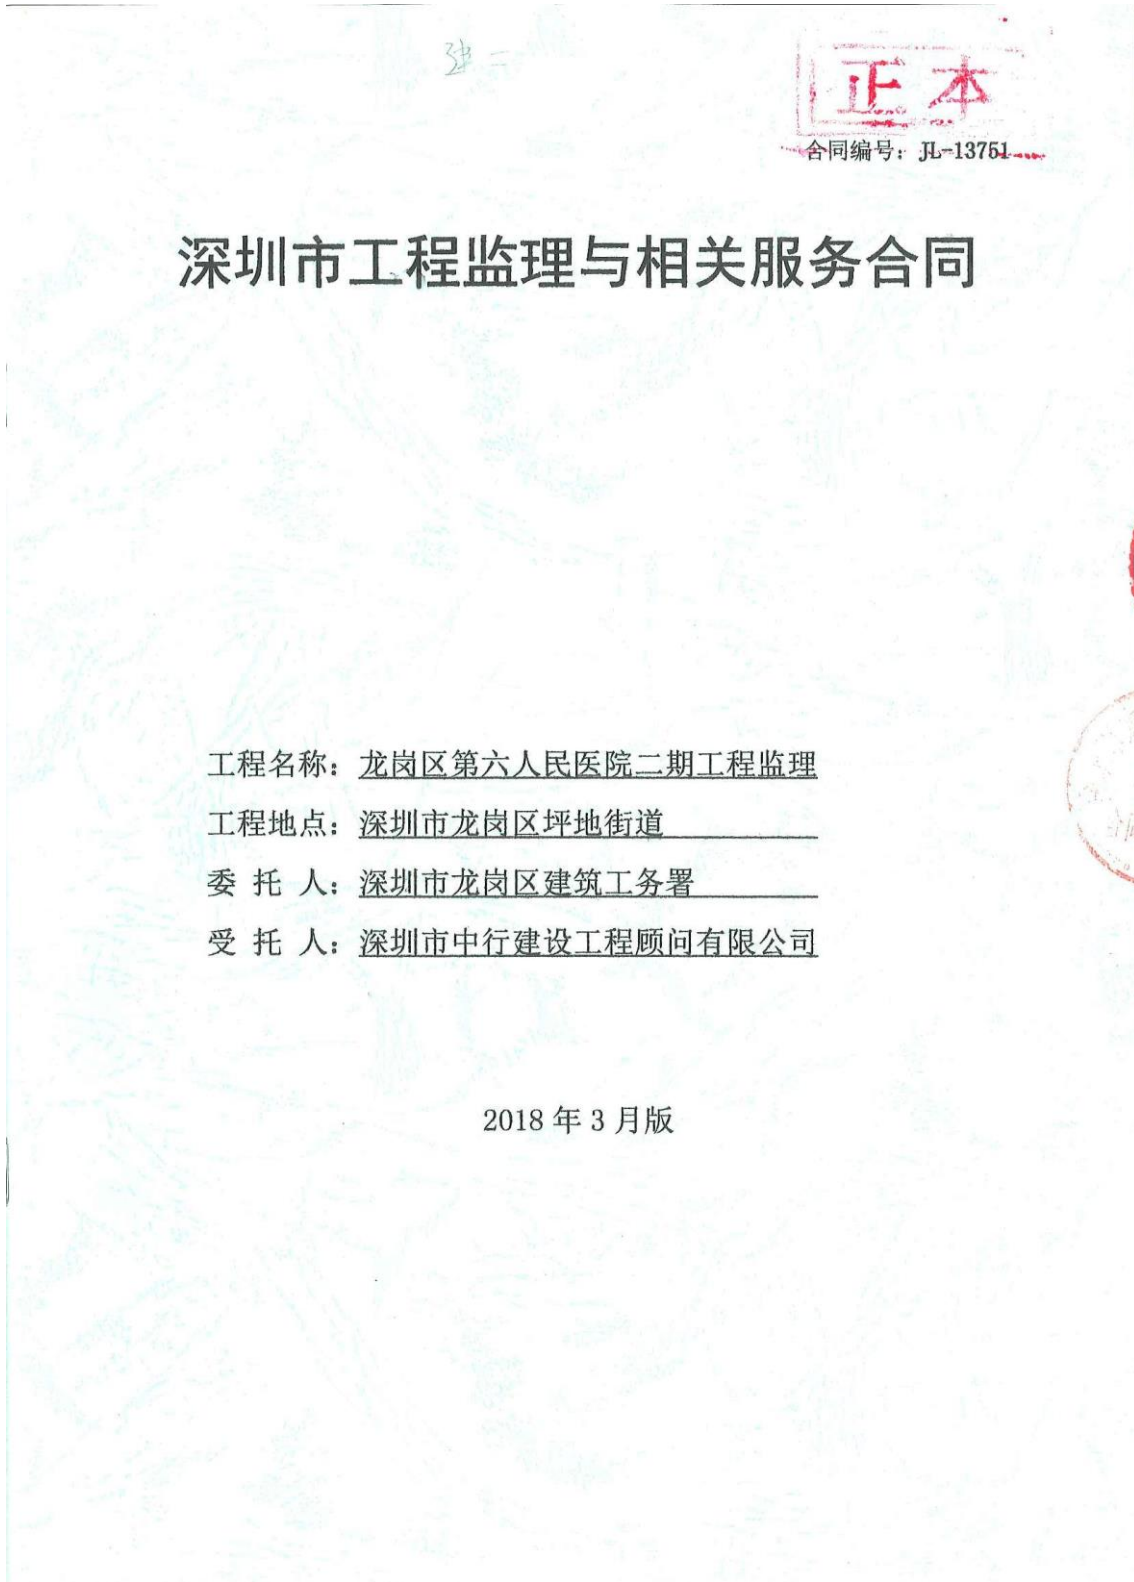 建二
正本
合同编号：JL-13751
深圳市工程监理与相关服务合同
工程名称：龙岗区第六人民医院二期工程监理
工程地点：深圳市龙岗区坪地街道
委 托 人：深圳市龙岗区建筑工务署
受 托 人：深圳市中行建设工程顾问有限公司
2018 年 3 月版